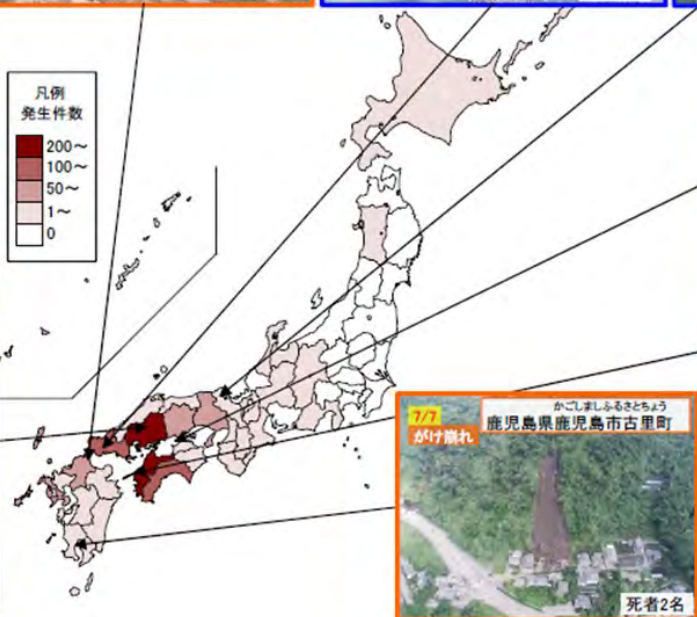 凡例
発生件数
200~
100~
50~
1~
0
7/7
がけ崩れ
かごしましふるさとちょう
鹿児島県鹿児島市古里町
死者2名